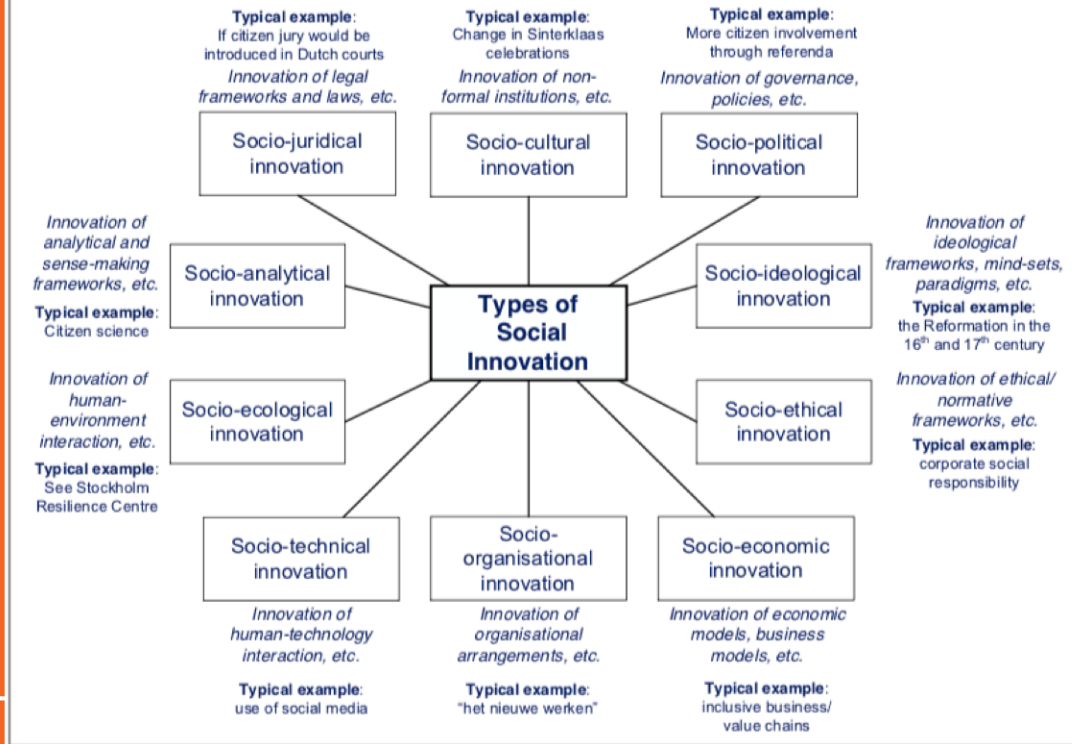 Typical example:
If citizen jury would be
introduced in Dutch courts
Innovation of legal
frameworks and laws, etc.
Socio-juridical
innovation
Typical example:
Change in Sinterklaas
celebrations
Innovation of non-
formal institutions, etc.
Socio-cultural
innovation
Typical example:
More citizen involvement
through referenda
Innovation of governance,
policies, etc.
Socio-political
innovation
Innovation of
analytical and
sense-making
frameworks, etc.
Typical example:
Citizen science
Socio-analytical
innovation
Types of
Social
Innovation
Socio-ideological
innovation
Innovation of
ideological
frameworks, mind-sets,
paradigms, etc.
Typical example:
the Reformation in the
16th and 17th century
Innovation of
human-
environment
interaction, etc.
Typical example:
See Stockholm
Resilience Centre
Socio-ecological
innovation
Socio-ethical
innovation
Innovation of ethical/
normative
frameworks, etc.
Typical example:
corporate social
responsibility
Socio-technical
innovation
Innovation of
human-technology
interaction, etc.
Typical example:
use of social media
Socio-
organisational
innovation
Innovation of
organisational
arrangements, etc.
Typical example:
"het nieuwe werken"
Socio-economic
innovation
Innovation of economic
models, business
models, etc.
Typical example:
inclusive business/
value chains